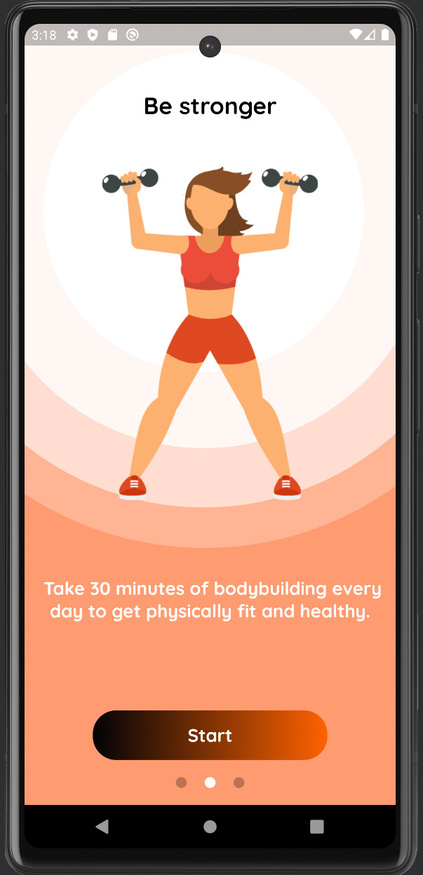 3:18
Be stronger
Take 30 minutes of bodybuilding every
day to get physically fit and healthy.
Start